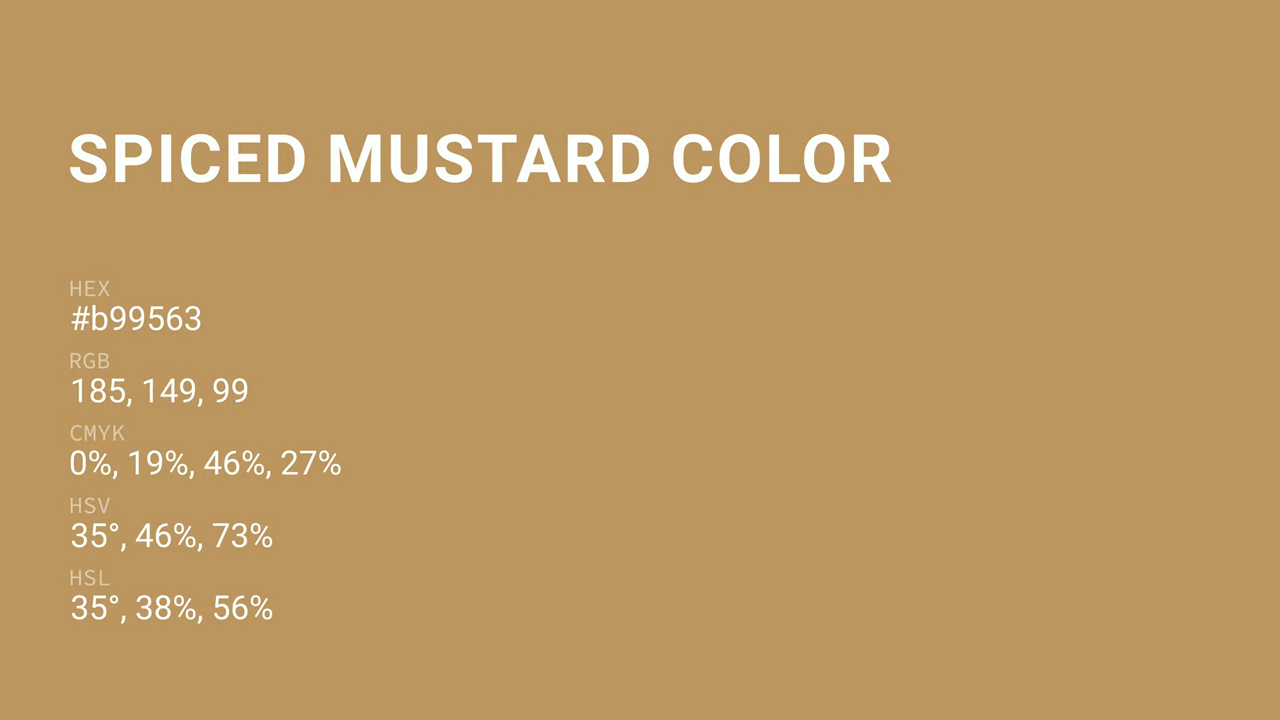 SPICED MUSTARD COLOR
HEX
#b99563
RGB
185, 149, 99
CMYK
0%, 19%, 46%, 27%
HSV
35°, 46%, 73%
HSL
35°, 38%, 56%